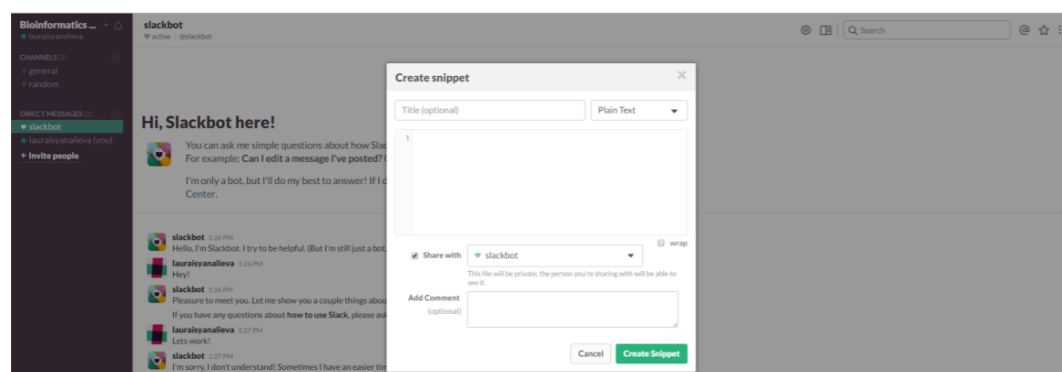 Bioinformatics ...
lauraisyanalieva
CHANNELS (2)
# general
# random
DIRECT MESSAGES
slackbot
lauraisyanalieva (you)
+ Invite people
slackbot
active | @slackbot
Search
Hi, Slackbot here!
You can ask me simple questions about how Slac
For example: Can I edit a message I've posted?
I'm only a bot, but I'll do my best to answer! If I d
Center.
slackbot 1:26 PM
Hello, I'm Slackbot. I try to be helpful. (But I'm still just a bot.
lauraisyanalieva 1:26 PM
Hey!
slackbot 1:26 PM
Pleasure to meet you. Let me show you a couple things abou
If you have any questions about how to use Slack, please ask
lauraisyanalieva 1:27 PM
Lets work!
slackbot 1:27 PM
I'm sorry, I don't understand! Sometimes I have an easier tim
Create snippet
Title (optional)
Plain Text
1
wrap
Share with
slackbot
This file will be private; the person you're sharing with will be able to
see it.
Add Comment
(optional)
Cancel
Create Snippet